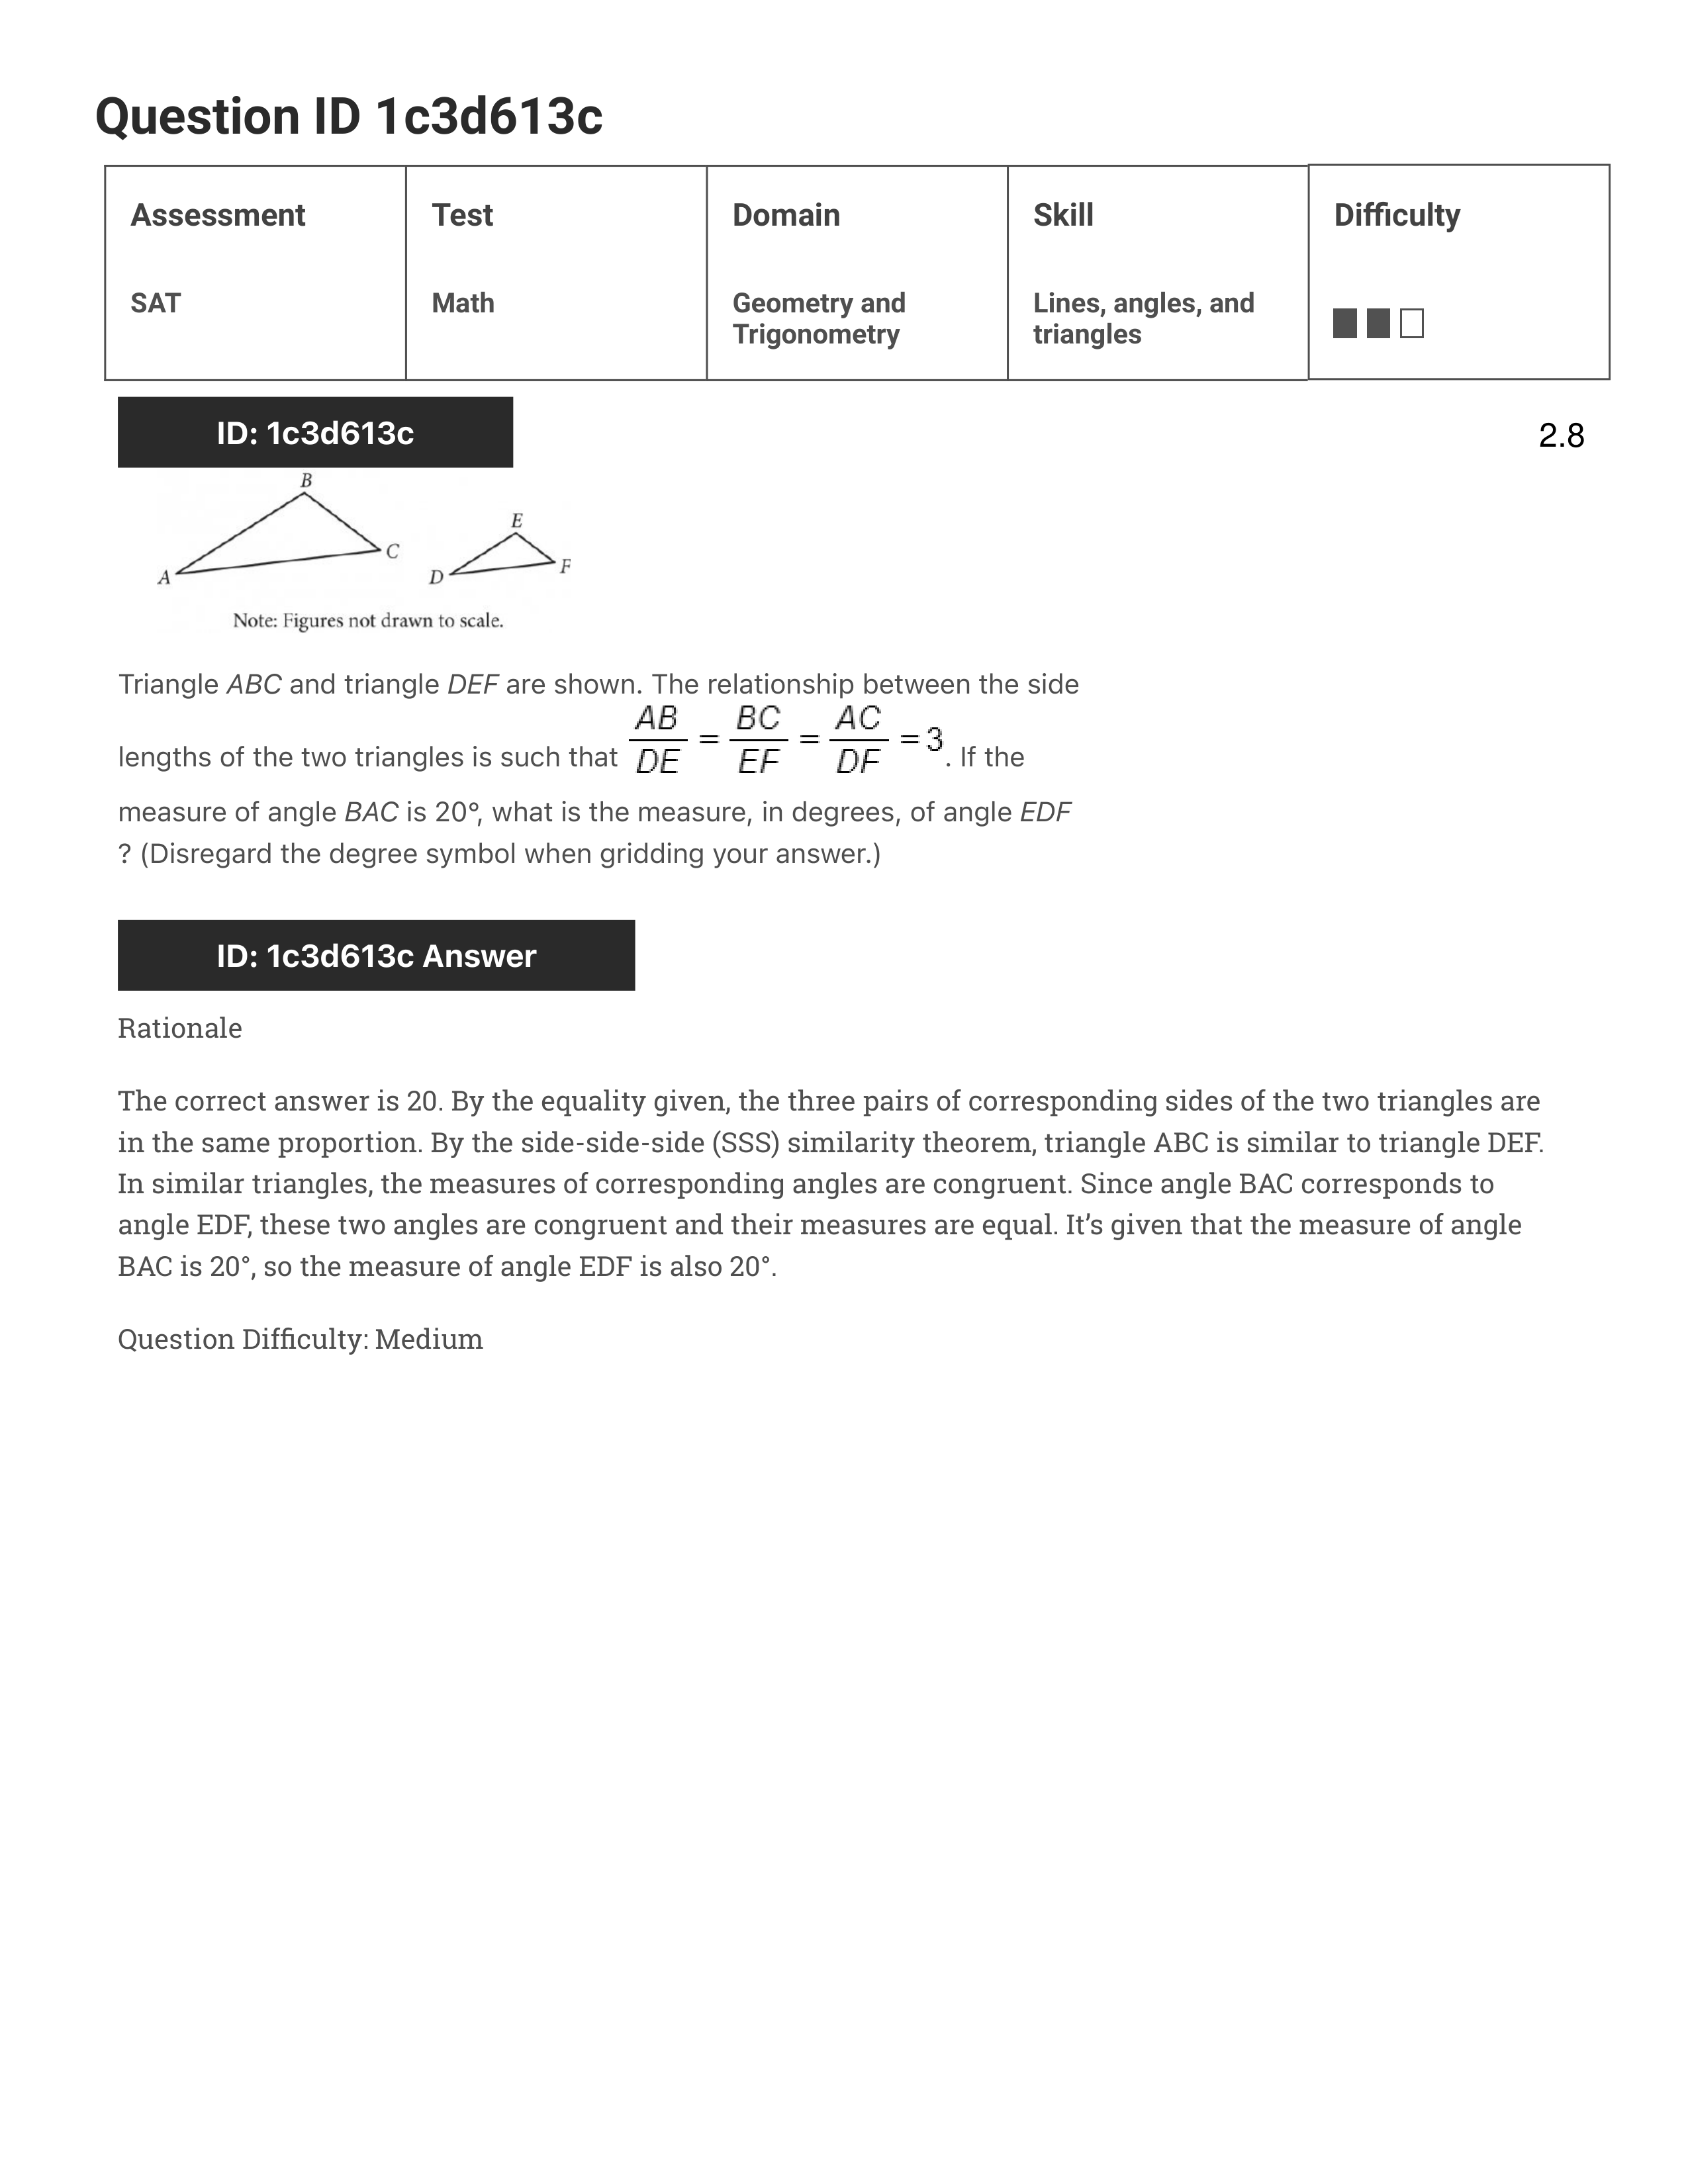 Question ID 1c3d613c
Assessment
Test
Domain
Skill
Difficulty
SAT
Math
Geometry and
Trigonometry
Lines, angles, and
triangles
ID: 1c3d613c
2.8
B
E
C
F
A
D
Note: Figures not drawn to scale.
Triangle ABC and triangle DEF are shown. The relationship between the side
lengths of the two triangles is such that AB/DE = BC/EF = AC/DF = 3. If the
measure of angle BAC is 20°, what is the measure, in degrees, of angle EDF
? (Disregard the degree symbol when gridding your answer.)
ID: 1c3d613c Answer
Rationale
The correct answer is 20. By the equality given, the three pairs of corresponding sides of the two triangles are
in the same proportion. By the side-side-side (SSS) similarity theorem, triangle ABC is similar to triangle DEF.
In similar triangles, the measures of corresponding angles are congruent. Since angle BAC corresponds to
angle EDF, these two angles are congruent and their measures are equal. It’s given that the measure of angle
BAC is 20°, so the measure of angle EDF is also 20°.
Question Difficulty: Medium